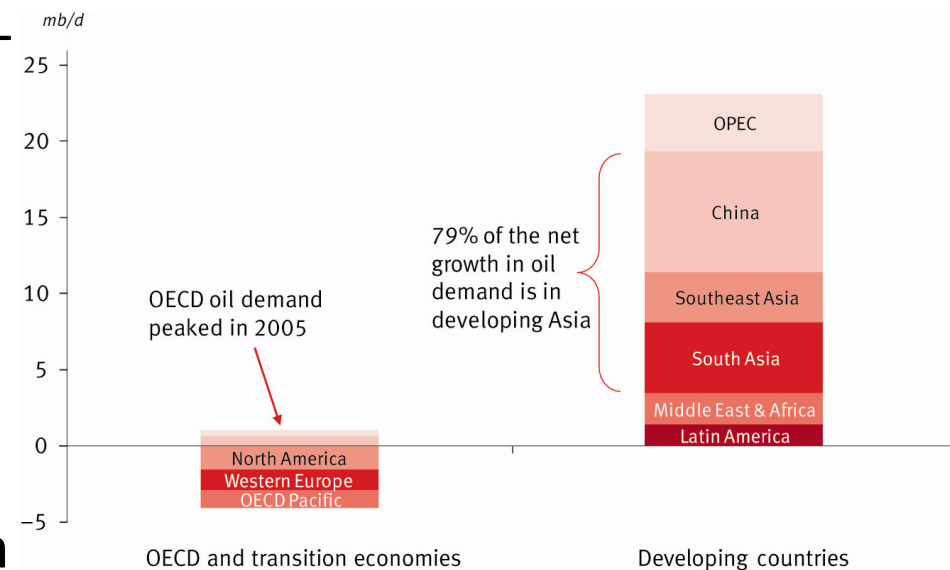 mb/d
25
20
15
10
5
0
−5
OECD oil demand
peaked in 2005
79% of the net
growth in oil
demand is in
developing Asia
North America
Western Europe
OECD Pacific
OPEC
China
Southeast Asia
South Asia
Middle East & Africa
Latin America
OECD and transition economies
Developing countries